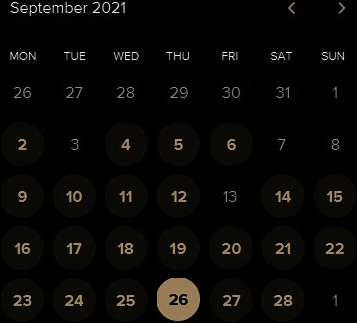 September 2021
MON TUE WED THU FRI SAT SUN
26 27 28 29 30 31 1
2 3 4 5 6 7 8
9 10 11 12 13 14 15
16 17 18 19 20 21 22
23 24 25 26 27 28 1